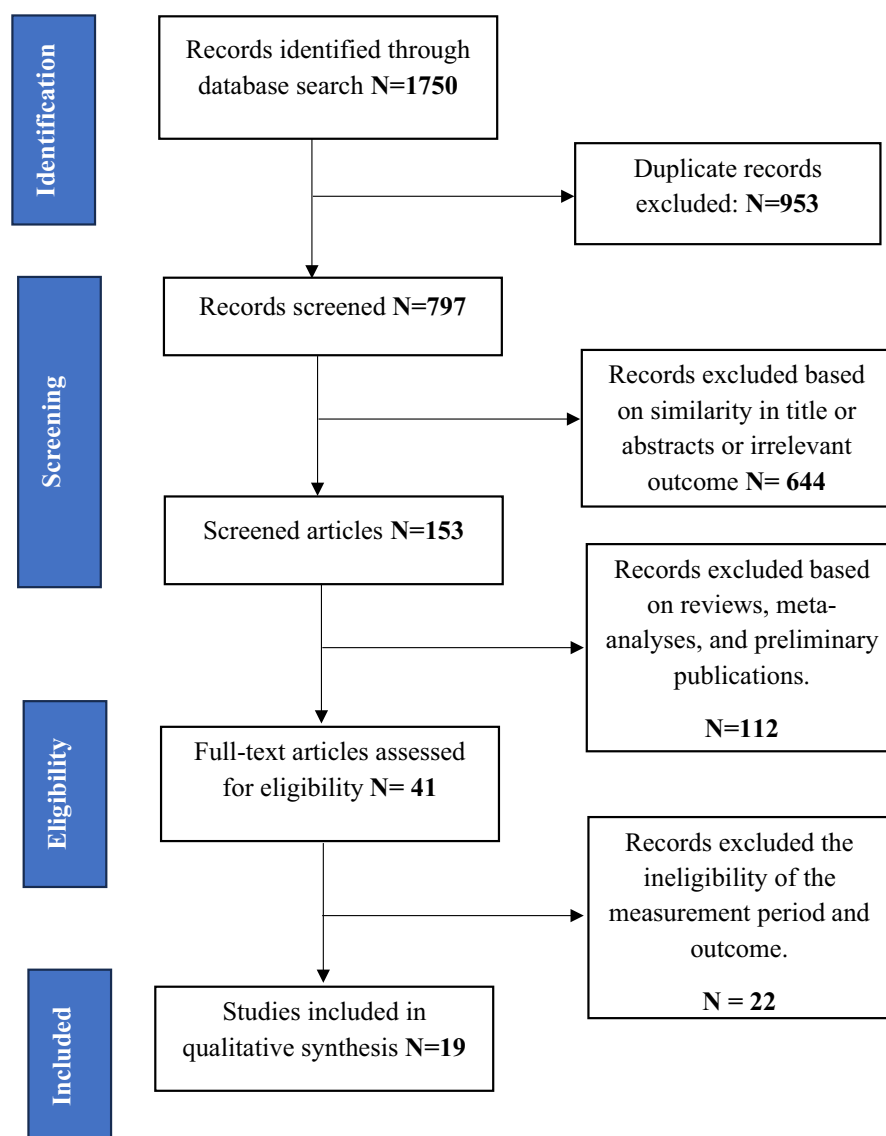 Identification
Records identified through
database search N=1750
Duplicate records
excluded: N=953
Screening
Records screened N=797
Records excluded based
on similarity in title or
abstracts or irrelevant
outcome N= 644
Screened articles N=153
Records excluded based
on reviews, meta-
analyses, and preliminary
publications.
N=112
Eligibility
Full-text articles assessed
for eligibility N= 41
Records excluded the
ineligibility of the
measurement period and
outcome.
N = 22
Included
Studies included in
qualitative synthesis N=19